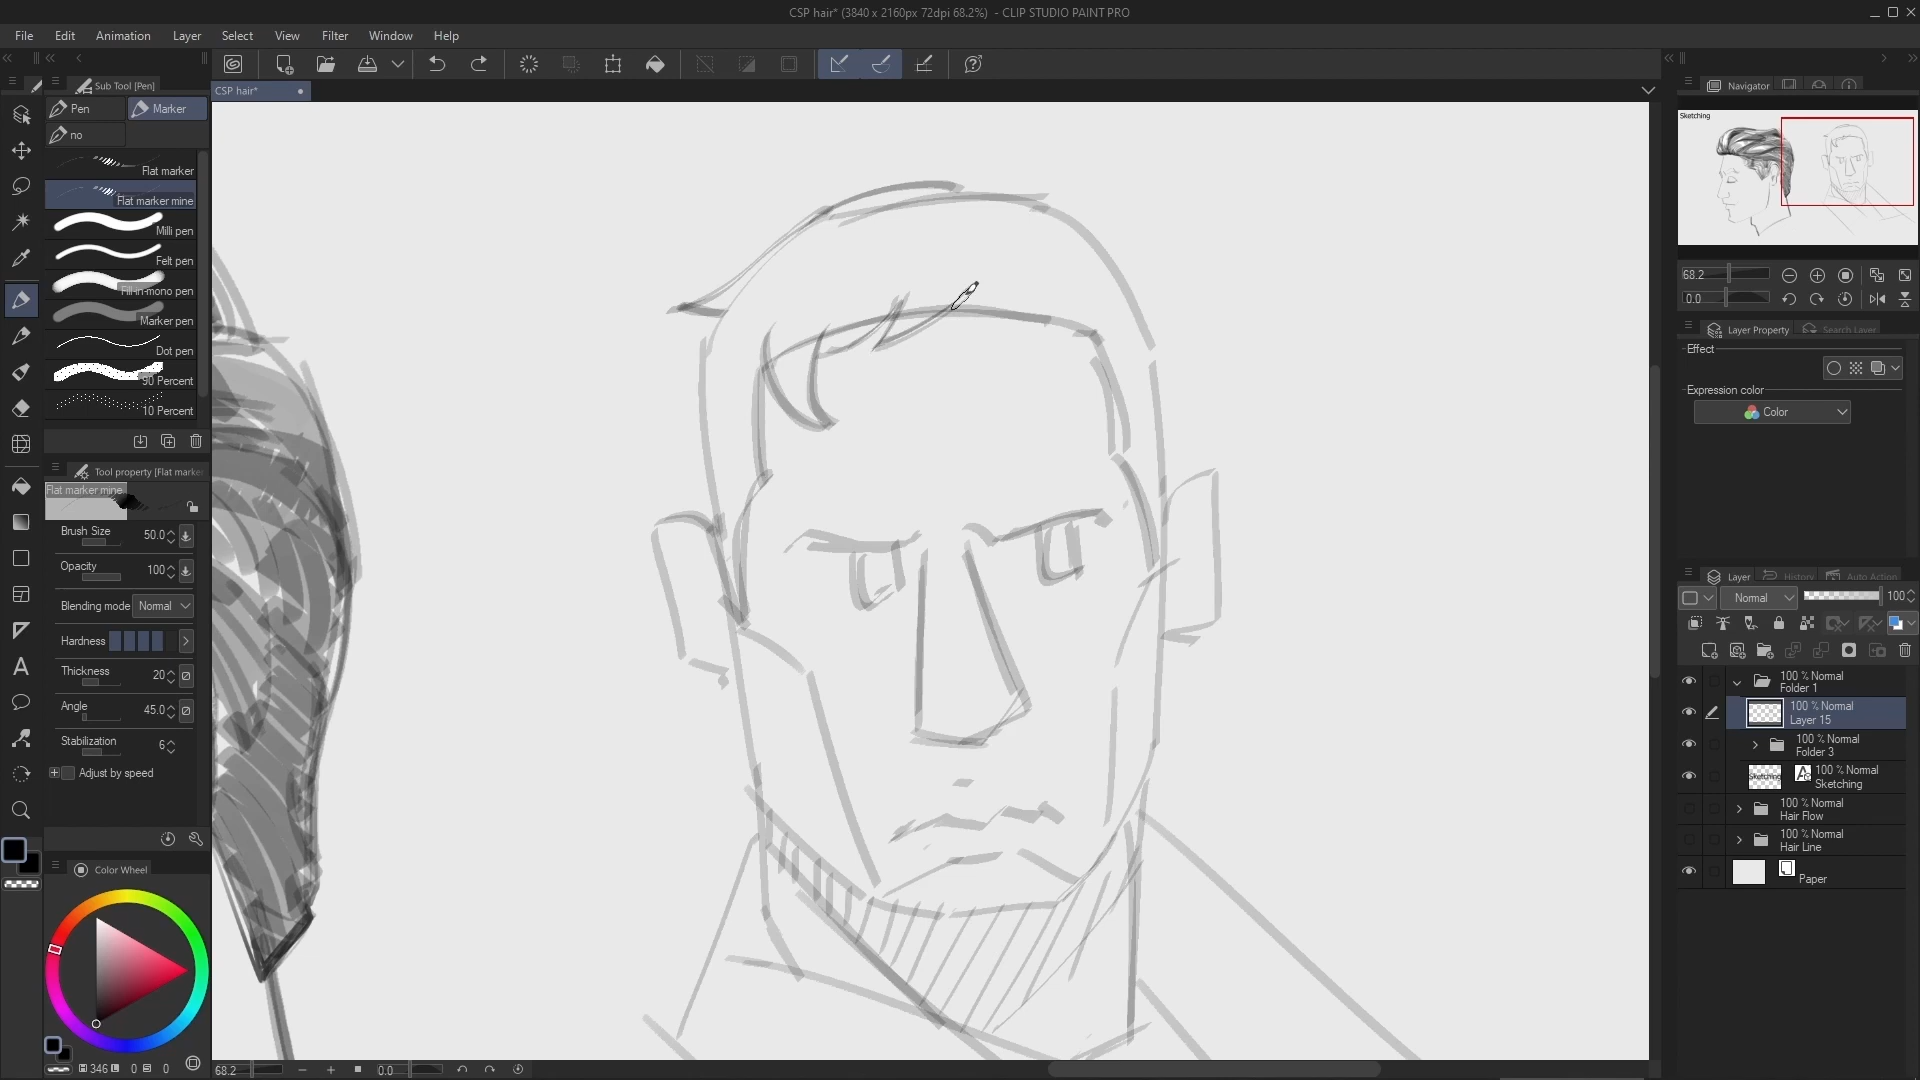 CSP hair* (3840 x 2160px 72dpi 68.2%) - CLIP STUDIO PAINT PRO
File Edit Animation Layer Select View Filter Window Help
Sub Tool [Pen]
CSP hair*
Navigator
Pen Marker
no
Flat marker
Flat marker mine
Milli pen
Felt pen
Fill-in-mono pen
Marker pen
Dot pen
90 Percent
10 Percent
Tool property [Flat marke
Flat marker mine
Brush Size 50.0
Opacity 100
Blending mode Normal
Hardness
Thickness 20
Angle 45.0
Stabilization 6
Adjust by speed
Color Wheel
346 0 0
68.2 0.0
Sketching
68.2
0.0
Layer Property Search Layer
Effect
Expression color
Color
Layer History Auto Action
Normal 100
100 % Normal
Folder 1
100 % Normal
Layer 15
100 % Normal
Folder 3
Sketching 100 % Normal
Sketching
100 % Normal
Hair Flow
100 % Normal
Hair Line
Paper